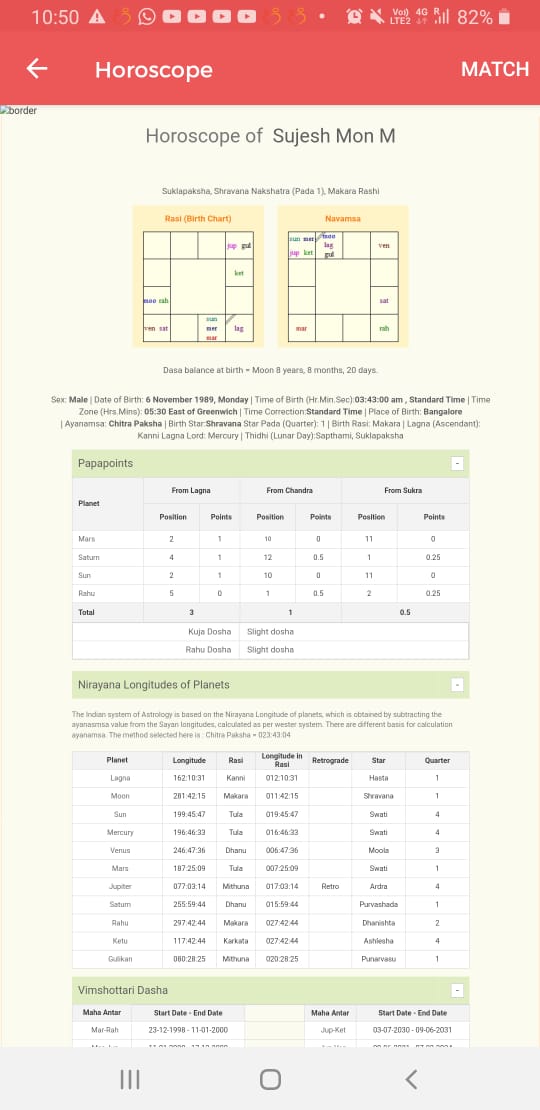 10:50 Vo) 4G R 82%
LTE2
Horoscope MATCH
border
Horoscope of Sujesh Mon M
Suklapaksha, Shravana Nakshatra (Pada 1), Makara Rashi
Rasi (Birth Chart)
jup gul
ket
moo rah
ven sat
sun
mer
mar
lag
Navamsa
sun mer
jup ket
moo
lag
gul
ven
sat
mar
rah
Dasa balance at birth = Moon 8 years, 8 months, 20 days.
Sex: Male | Date of Birth: 6 November 1989, Monday | Time of Birth (Hr.Min.Sec):03:43:00 am , Standard Time | Time
Zone (Hrs.Mins): 05:30 East of Greenwich | Time Correction:Standard Time | Place of Birth: Bangalore
| Ayanamsa: Chitra Paksha | Birth Star:Shravana Star Pada (Quarter): 1 | Birth Rasi: Makara | Lagna (Ascendant):
Kanni Lagna Lord: Mercury | Thidhi (Lunar Day):Sapthami, Suklapaksha
Papapoints -
Planet From Lagna From Chandra From Sukra
Position Points Position Points Position Points
Mars 2 1 10 0 11 0
Saturn 4 1 12 0.5 1 0.25
Sun 2 1 10 0 11 0
Rahu 5 0 1 0.5 2 0.25
Total 3 1 0.5
Kuja Dosha Slight dosha
Rahu Dosha Slight dosha
Nirayana Longitudes of Planets -
The Indian system of Astrology is based on the Nirayana Longitude of planets, which is obtained by subtracting the
ayanasmsa value from the Sayan longitudes, calculated as per wester system. There are different basis for calculation
ayanamsa. The method selected here is : Chitra Paksha = 023:43:04
Planet Longitude Rasi Longitude in Rasi Retrograde Star Quarter
Lagna 162:10:31 Kanni 012:10:31 Hasta 1
Moon 281:42:15 Makara 011:42:15 Shravana 1
Sun 199:45:47 Tula 019:45:47 Swati 4
Mercury 196:46:33 Tula 016:46:33 Swati 4
Venus 246:47:36 Dhanu 006:47:36 Moola 3
Mars 187:25:09 Tula 007:25:09 Swati 1
Jupiter 077:03:14 Mithuna 017:03:14 Retro Ardra 4
Saturn 255:59:44 Dhanu 015:59:44 Purvashada 1
Rahu 297:42:44 Makara 027:42:44 Dhanishta 2
Ketu 117:42:44 Karkata 027:42:44 Ashlesha 4
Gulikan 080:28:25 Mithuna 020:28:25 Punarvasu 1
Vimshottari Dasha -
Maha Antar Start Date - End Date Maha Antar Start Date - End Date
Mar-Rah 23-12-1998 - 11-01-2000 Jup-Ket 03-07-2030 - 09-06-2031